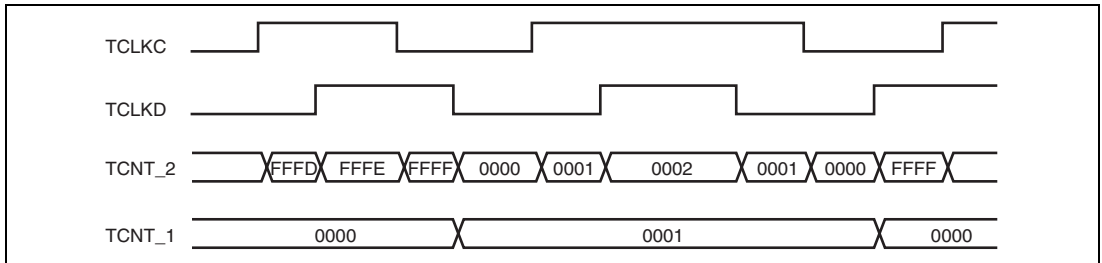 TCLKC
TCLKD
TCNT_2 FFFD FFFE FFFF 0000 0001 0002 0001 0000 FFFF
TCNT_1 0000 0001 0000